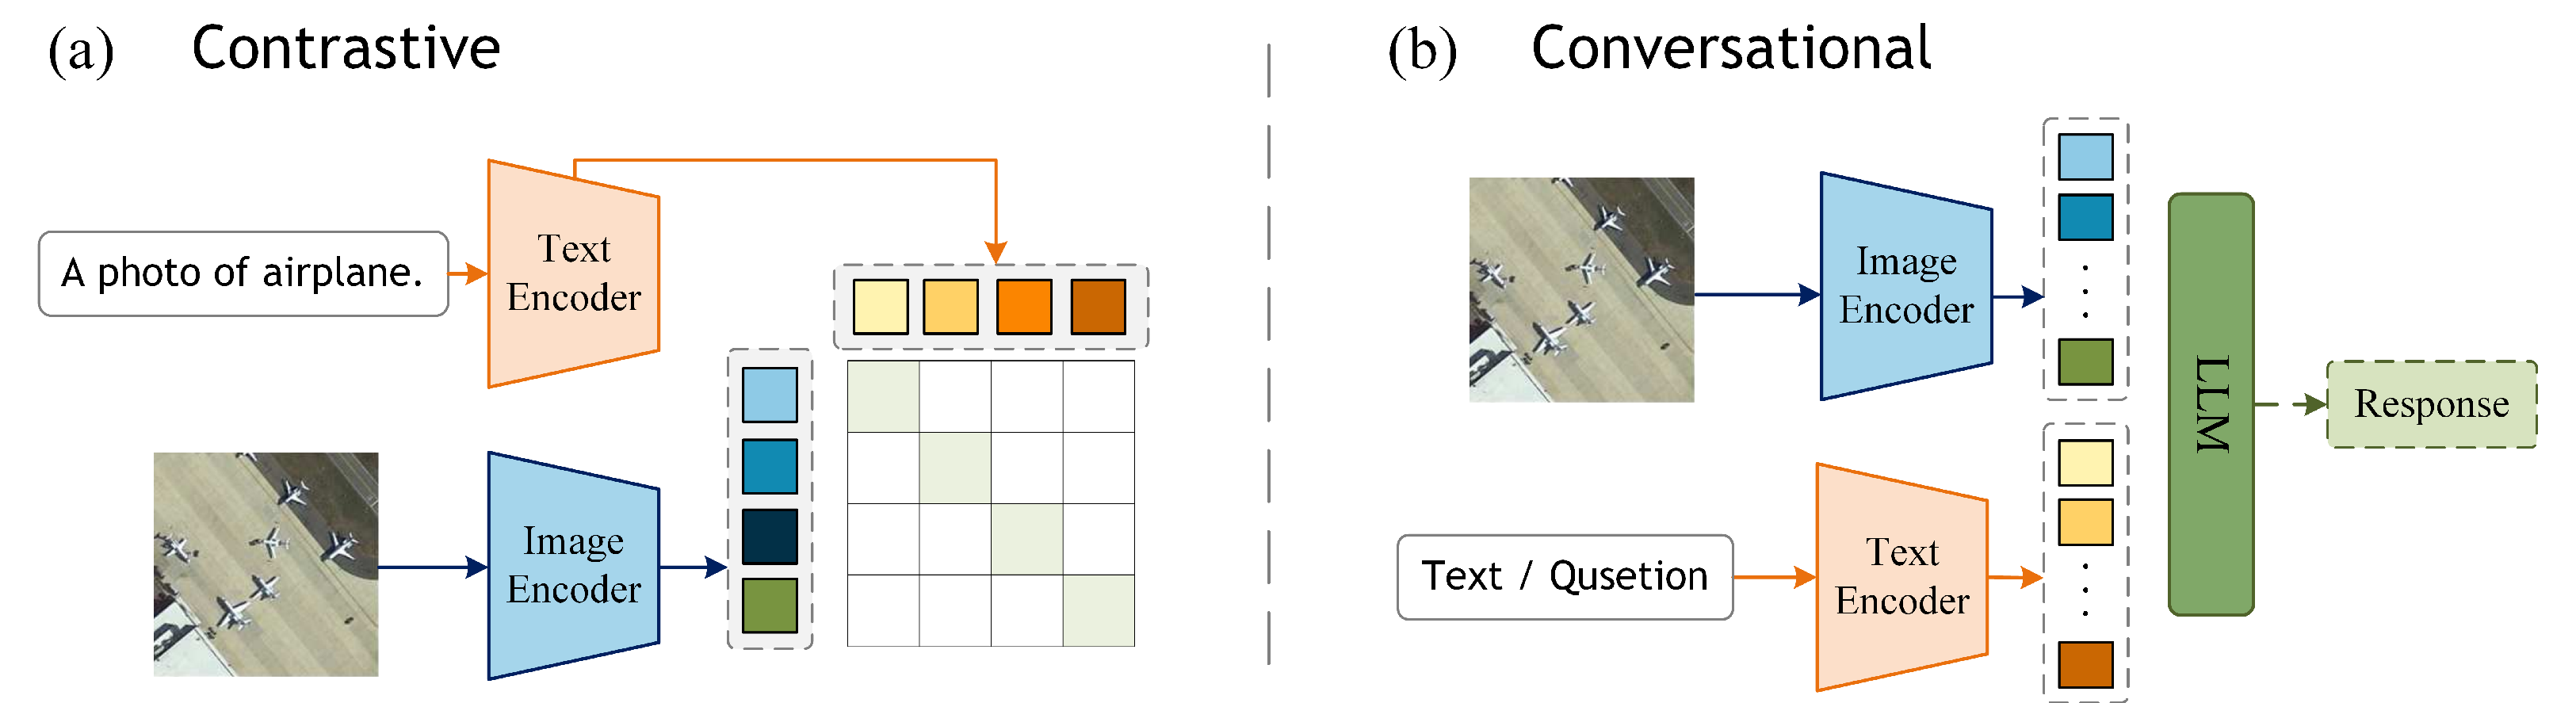 (a) Contrastive
A photo of airplane.
Text
Encoder
Image
Encoder
(b) Conversational
Image
Encoder
Text / Qusetion
Text
Encoder
LLM
Response